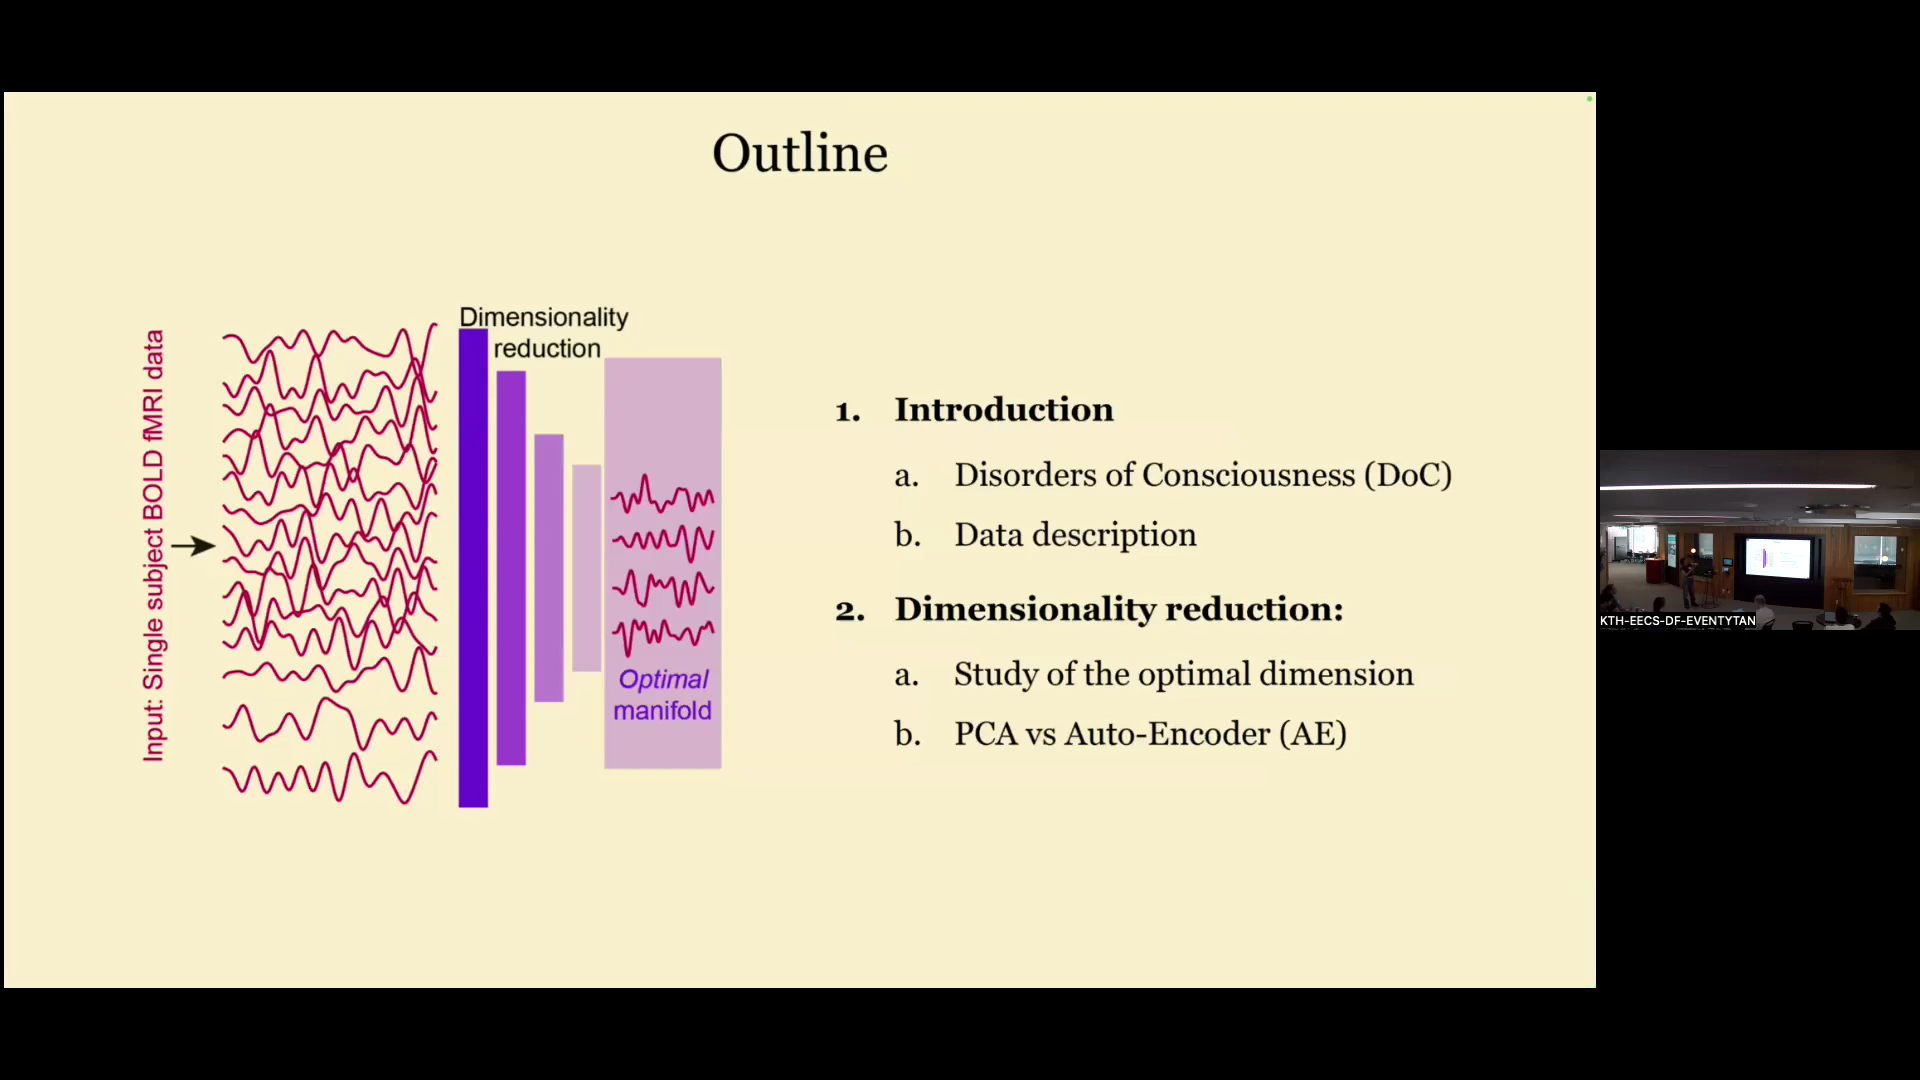 Outline
Input: Single subject BOLD fMRI data
Dimensionality
reduction
Optimal
manifold
1. Introduction
a. Disorders of Consciousness (DoC)
b. Data description
2. Dimensionality reduction:
a. Study of the optimal dimension
b. PCA vs Auto-Encoder (AE)
KTH-EECS-DF-EVENTYTAN